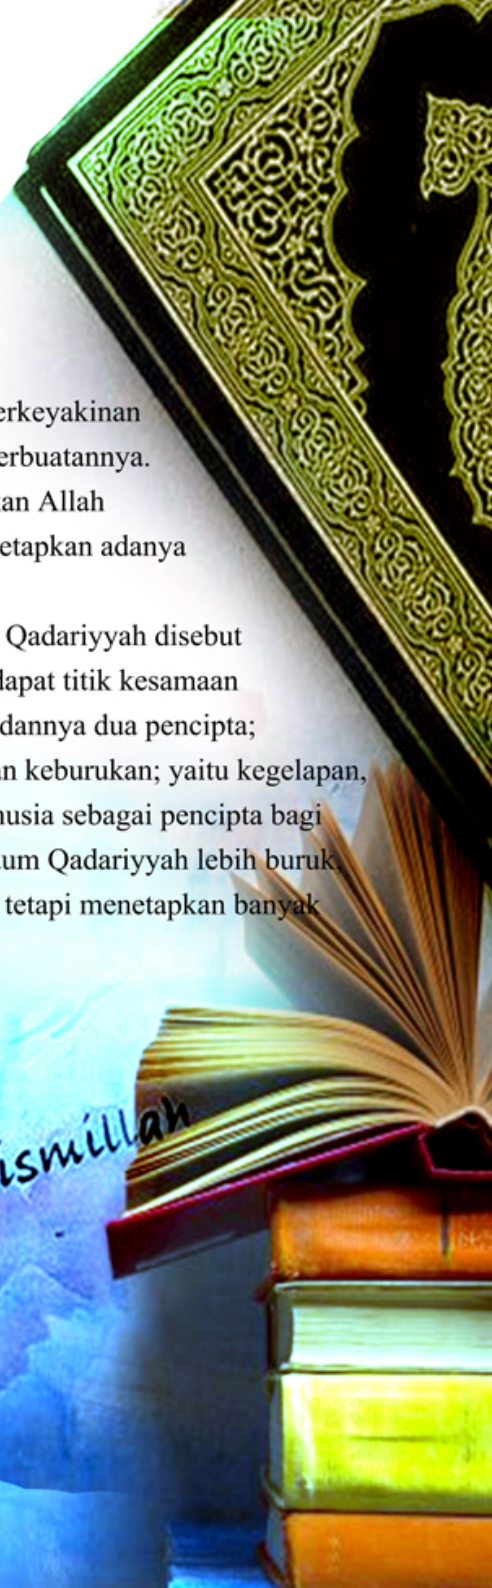 erkeyakinan
erbuatannya.
kan Allah
etapkan adanya
Qadariyyah disebut
dapat titik kesamaan
dannya dua pencipta;
an keburukan; yaitu kegelapan,
nusia sebagai pencipta bagi
um Qadariyyah lebih buruk,
tetapi menetapkan banyak
ismillah